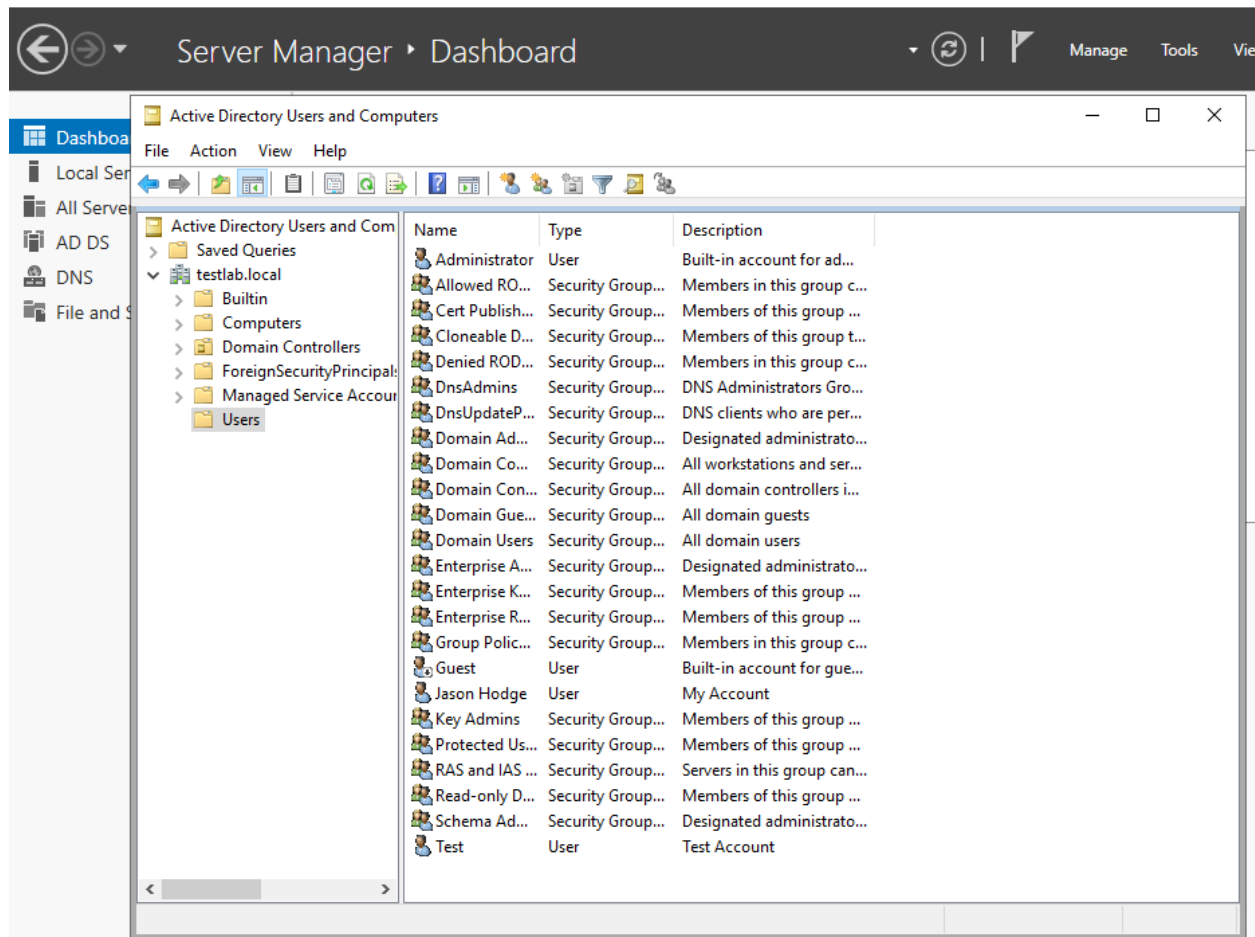 Server Manager ‣ Dashboard
Manage Tools Vie
Active Directory Users and Computers
File Action View Help
Dashboa
Local Ser
All Server
AD DS
DNS
File and S
Active Directory Users and Com
Saved Queries
testlab.local
Builtin
Computers
Domain Controllers
ForeignSecurityPrincipals
Managed Service Accour
Users
Name Type Description
Administrator User Built-in account for ad...
Allowed RO... Security Group... Members in this group c...
Cert Publish... Security Group... Members of this group ...
Cloneable D... Security Group... Members of this group t...
Denied ROD... Security Group... Members in this group c...
DnsAdmins Security Group... DNS Administrators Gro...
DnsUpdateP... Security Group... DNS clients who are per...
Domain Ad... Security Group... Designated administrato...
Domain Co... Security Group... All workstations and ser...
Domain Con... Security Group... All domain controllers i...
Domain Gue... Security Group... All domain guests
Domain Users Security Group... All domain users
Enterprise A... Security Group... Designated administrato...
Enterprise K... Security Group... Members of this group ...
Enterprise R... Security Group... Members of this group ...
Group Polic... Security Group... Members in this group c...
Guest User Built-in account for gue...
Jason Hodge User My Account
Key Admins Security Group... Members of this group ...
Protected Us... Security Group... Members of this group ...
RAS and IAS ... Security Group... Servers in this group can...
Read-only D... Security Group... Members of this group ...
Schema Ad... Security Group... Designated administrato...
Test User Test Account